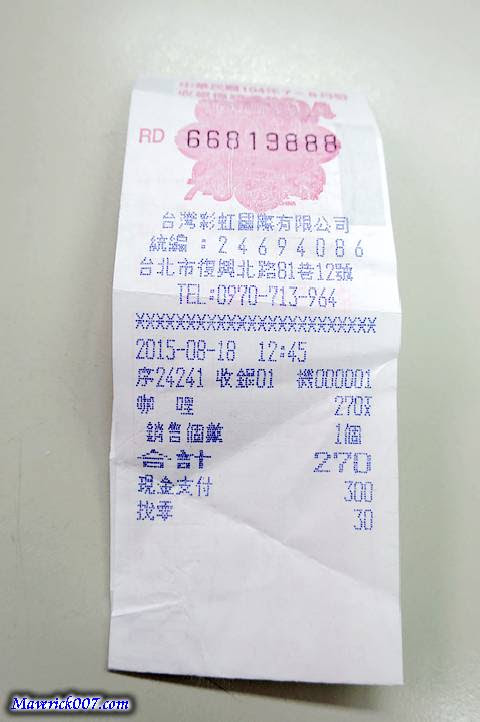 RD 66819888
台灣彩虹國際有限公司
統編:24694086
台北市復興北路81巷12號
TEL:0970-713-964
XXXXXXXXXXXXXXXXXXXXXXXX
2015-08-18 12:45
序24241 收銀01 機000001
咖哩 270X
銷售個數 1個
合計 270
現金支付 300
找零 30
Maverick007.com